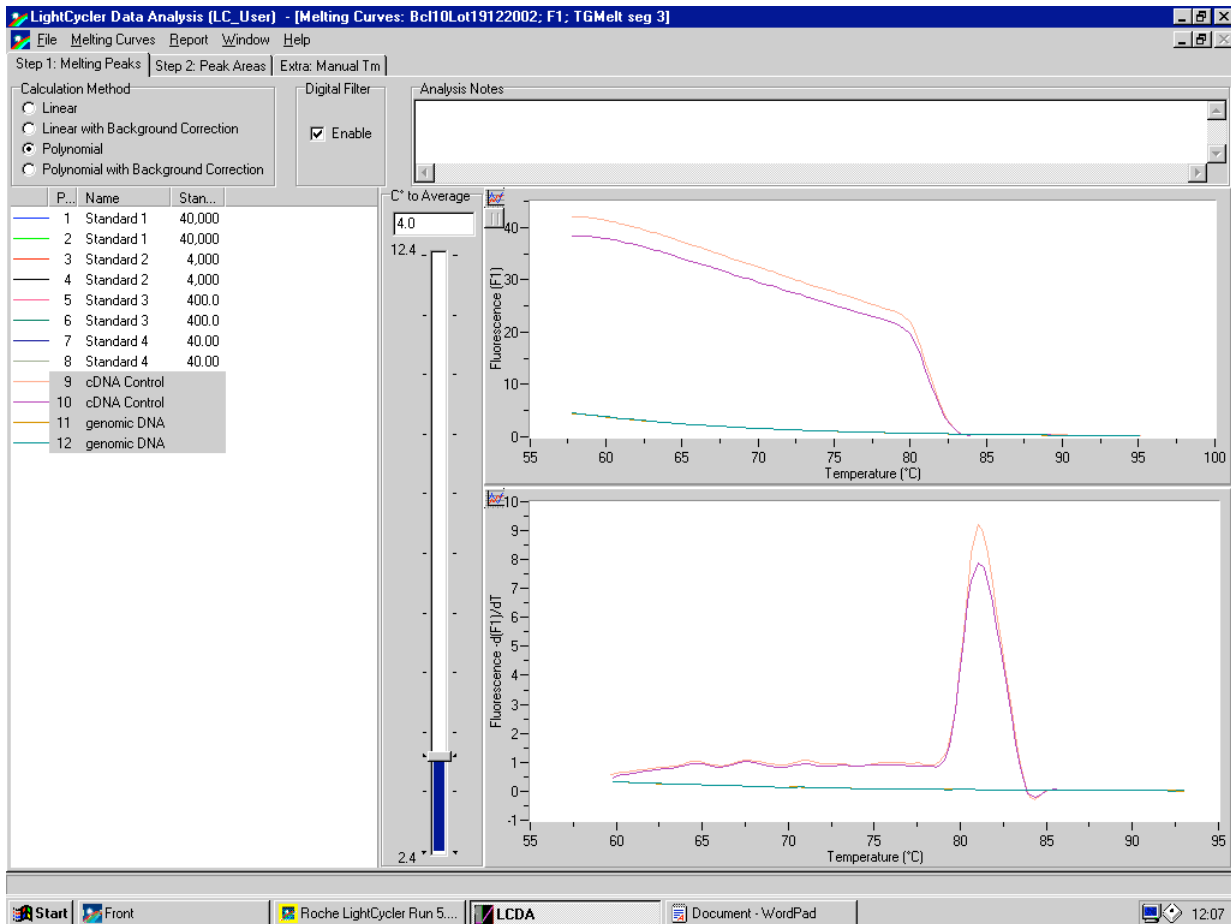 LightCycler Data Analysis (LC_User) - [Melting Curves: Bcl10Lot19122002; F1; TGMelt seg 3]
File Melting Curves Report Window Help
Step 1: Melting Peaks Step 2: Peak Areas Extra: Manual Tm
Calculation Method
Linear
Linear with Background Correction
Polynomial
Polynomial with Background Correction
Digital Filter
Enable
Analysis Notes
P... Name Stan...
1 Standard 1 40,000
2 Standard 1 40,000
3 Standard 2 4,000
4 Standard 2 4,000
5 Standard 3 400.0
6 Standard 3 400.0
7 Standard 4 40.00
8 Standard 4 40.00
9 cDNA Control
10 cDNA Control
11 genomic DNA
12 genomic DNA
C° to Average
4.0
12.4
2.4
Fluorescence (F1)
40
30
20
10
0
55 60 65 70 75 80 85 90 95 100
Temperature (°C)
Fluorescence -d(F1)/dT
10
9
8
7
6
5
4
3
2
1
0
-1
55 60 65 70 75 80 85 90 95
Temperature (°C)
Start Front Roche LightCycler Run 5.... LCDA Document - WordPad 12:07